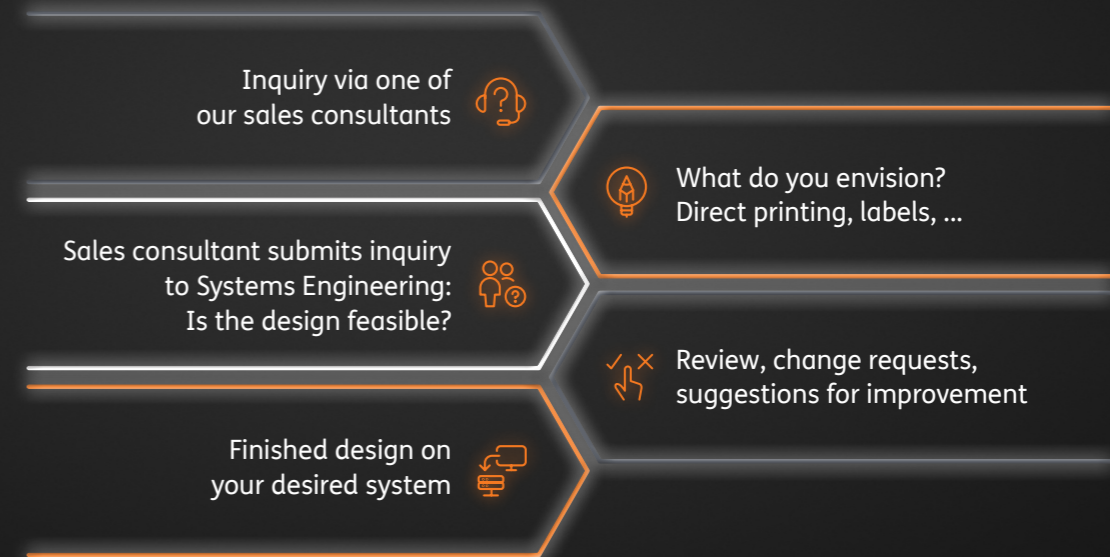 Inquiry via one of
our sales consultants
What do you envision?
Direct printing, labels, ...
Sales consultant submits inquiry
to Systems Engineering:
Is the design feasible?
Review, change requests,
suggestions for improvement
Finished design on
your desired system